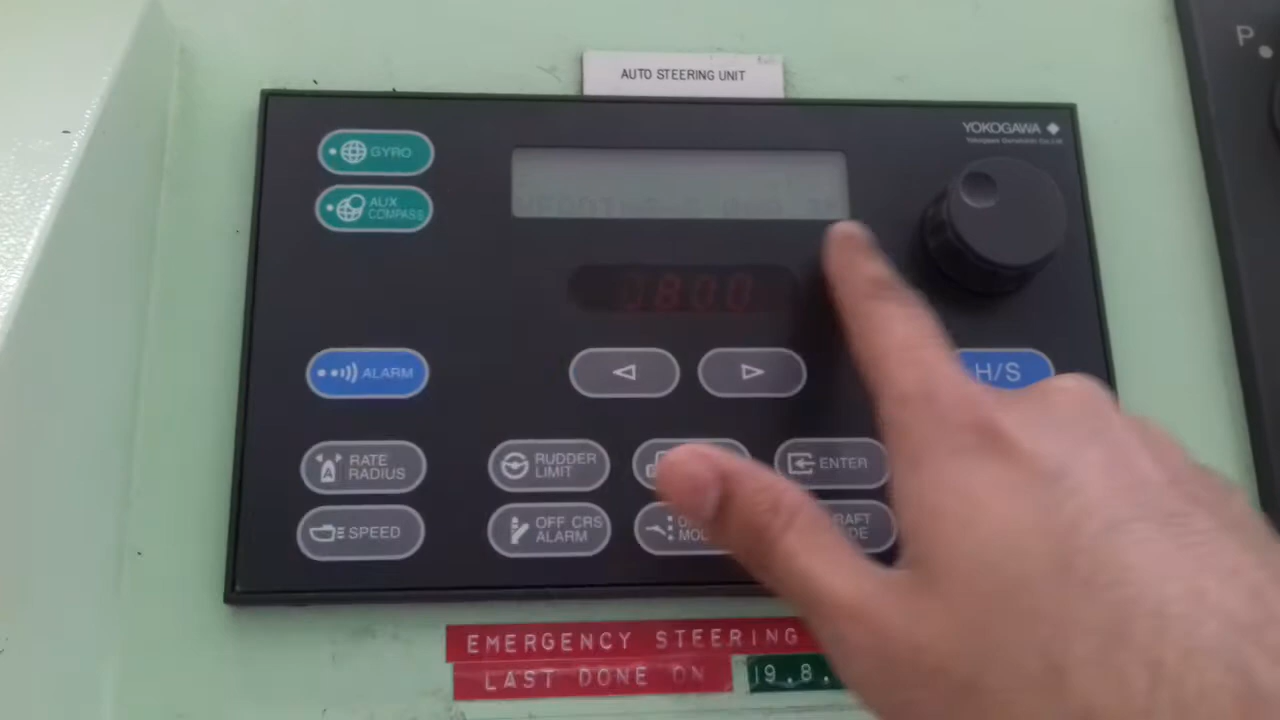 AUTO STEERING UNIT
YOKOGAWA
GYRO
AUX
COMPASS
0800
ALARM
H/S
RATE
RADIUS
RUDDER
LIMIT
ENTER
SPEED
OFF CRS
ALARM
EMERGENCY STEERING
LAST DONE ON 19.8.
P